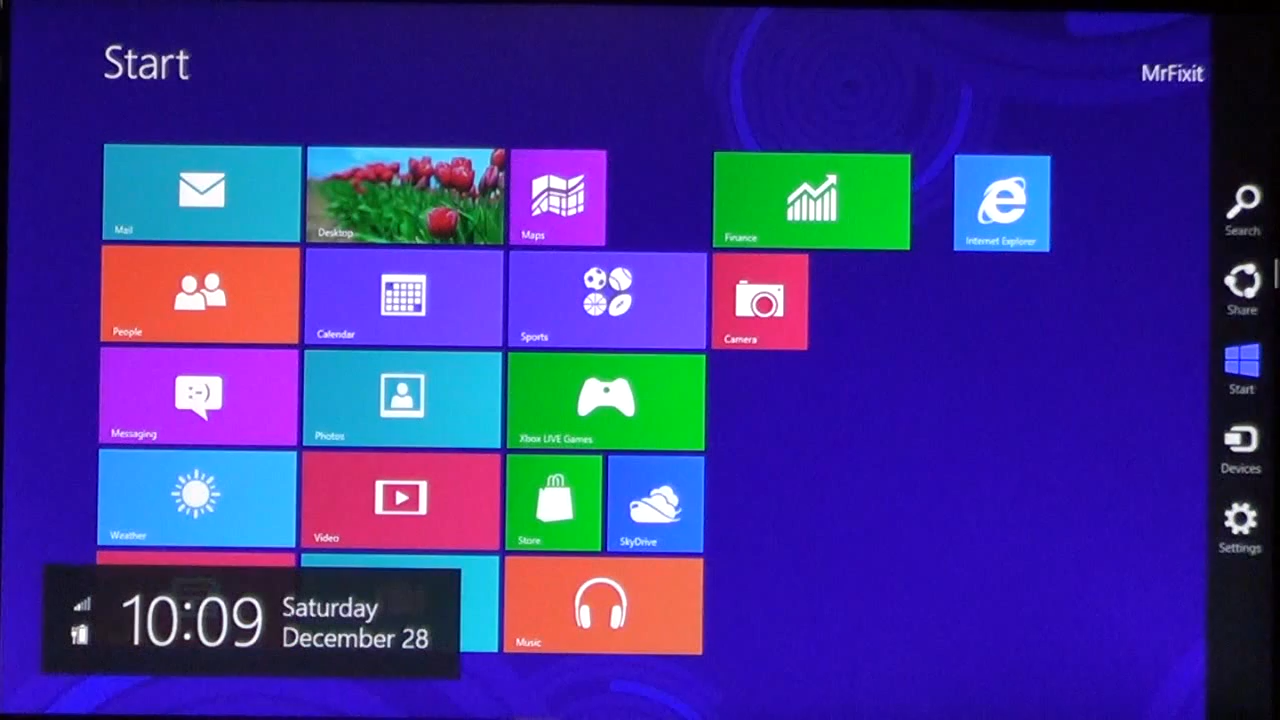 Start
MrFixit
Mail
Desktop
Maps
Finance
Internet Explorer
Search
People
Calendar
Sports
Camera
Share
Messaging
Photos
Xbox LIVE Games
Start
Weather
Video
Store
SkyDrive
Devices
Settings
10:09
Saturday
December 28
Music